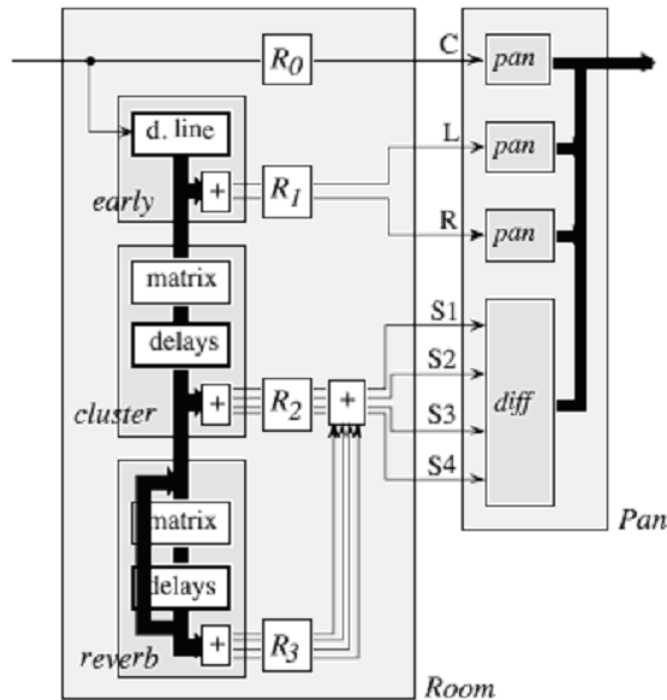 C
R0
pan
d. line
L
pan
early
+
R1
R
pan
matrix
S1
delays
S2
cluster
+
R2
+
diff
S3
S4
matrix
Pan
delays
reverb
+
R3
Room